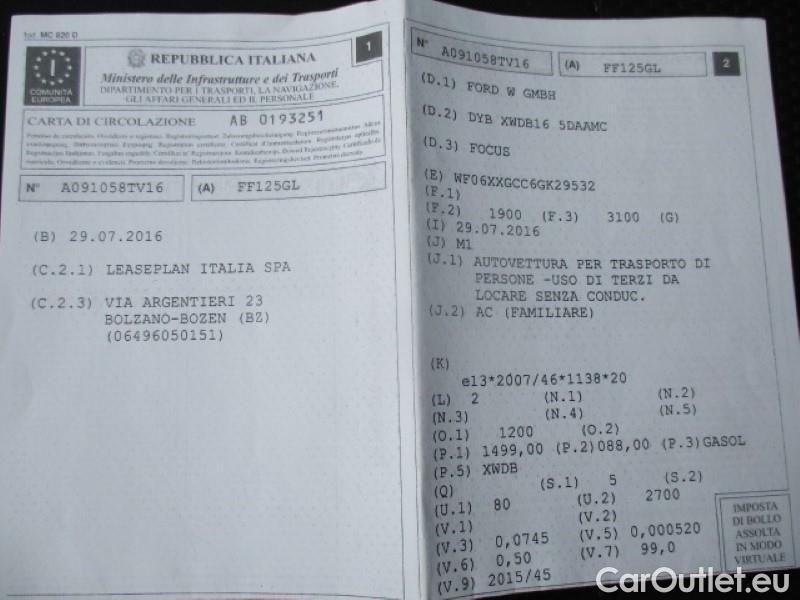 Mod. MC 820 D
1
I
COMUNITÀ
EUROPEA
REPUBBLICA ITALIANA
Ministero delle Infrastrutture e dei Trasporti
DIPARTIMENTO PER I TRASPORTI, LA NAVIGAZIONE,
GLI AFFARI GENERALI ED IL PERSONALE
CARTA DI CIRCOLAZIONE AB 0193251
N° A091058TV16 (A) FF125GL
(B) 29.07.2016
(C.2.1) LEASEPLAN ITALIA SPA
(C.2.3) VIA ARGENTIERI 23
BOLZANO-BOZEN (BZ)
(06496050151)
N° A091058TV16 (A) FF125GL
2
(D.1) FORD W GMBH
(D.2) DYB XWDB16 5DAAMC
(D.3) FOCUS
(E) WF06XXGCC6GK29532
(F.1)
(F.2) 1900 (F.3) 3100 (G)
(I) 29.07.2016
(J) M1
(J.1) AUTOVETTURA PER TRASPORTO DI
PERSONE -USO DI TERZI DA
LOCARE SENZA CONDUC.
(J.2) AC (FAMILIARE)
(K)
e13*2007/46*1138*20
(L) 2 (N.1) (N.2)
(N.3) (N.4) (N.5)
(O.1) 1200 (O.2)
(P.1) 1499,00 (P.2)088,00 (P.3)GASOL
(P.5) XWDB
(Q) (S.1) 5 (S.2)
(U.1) 80 (U.2) 2700
(V.1) (V.2)
(V.3) 0,0745 (V.5) 0,000520
(V.6) 0,50 (V.7) 99,0
(V.9) 2015/45
IMPOSTA
DI BOLLO
ASSOLTA
IN MODO
VIRTUALE
CarOutlet.eu